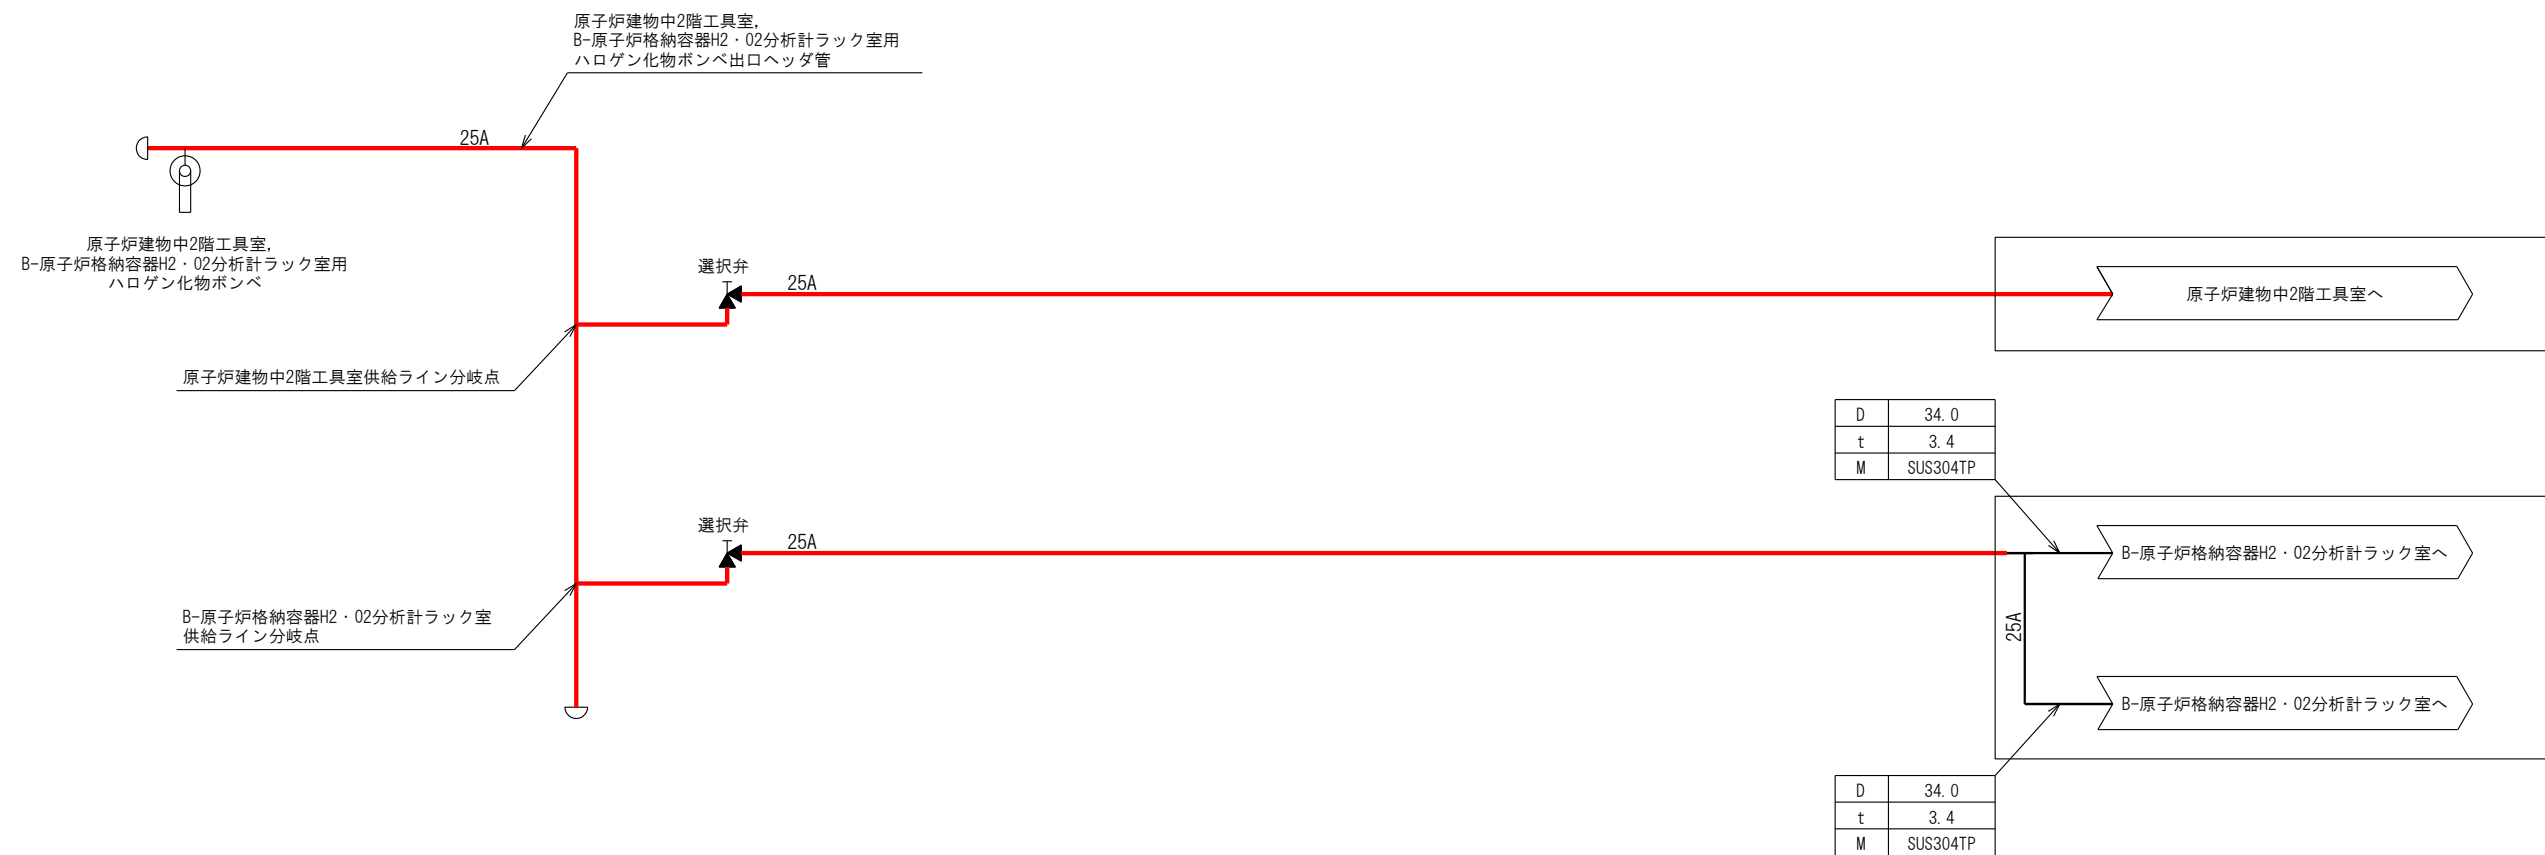 原子炉建物中2階工具室,
B-原子炉格納容器H2・O2分析計ラック室用
ハロゲン化物ボンベ出口ヘッダ管
25A
原子炉建物中2階工具室,
B-原子炉格納容器H2・O2分析計ラック室用
ハロゲン化物ボンベ
選択弁
25A
原子炉建物中2階工具室へ
原子炉建物中2階工具室供給ライン分岐点
D 34.0
t 3.4
M SUS304TP
選択弁
25A
B-原子炉格納容器H2・O2分析計ラック室へ
B-原子炉格納容器H2・O2分析計ラック室
供給ライン分岐点
25A
B-原子炉格納容器H2・O2分析計ラック室へ
D 34.0
t 3.4
M SUS304TP